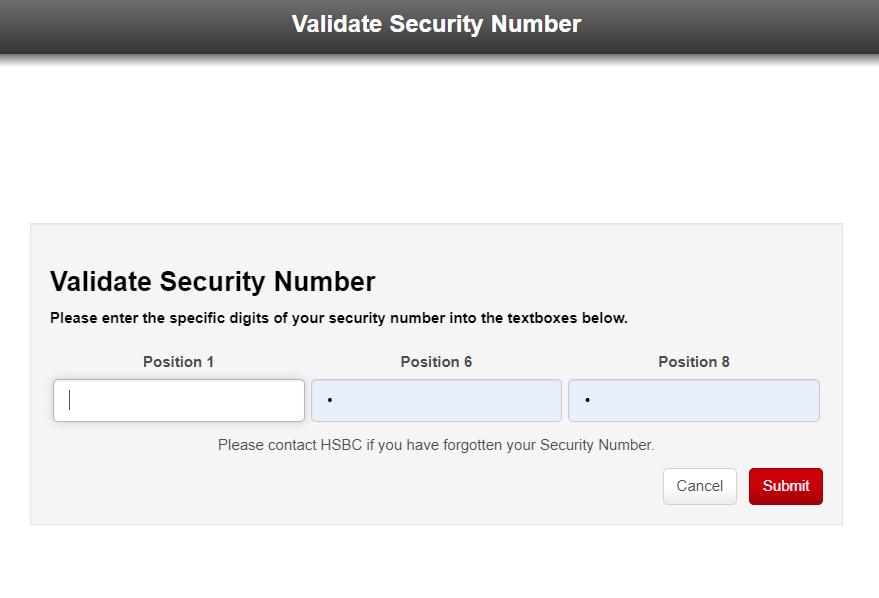 Validate Security Number
Validate Security Number
Please enter the specific digits of your security number into the textboxes below.
Position 1 Position 6 Position 8
• •
Please contact HSBC if you have forgotten your Security Number.
Cancel Submit